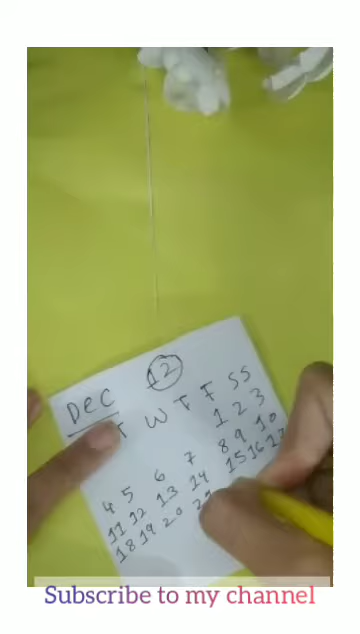 Dec 12
T W T F S S
1 2 3
4 5 6 7 8 9 10
11 12 13 14 15 16 17
18 19 20
Subscribe to my channel